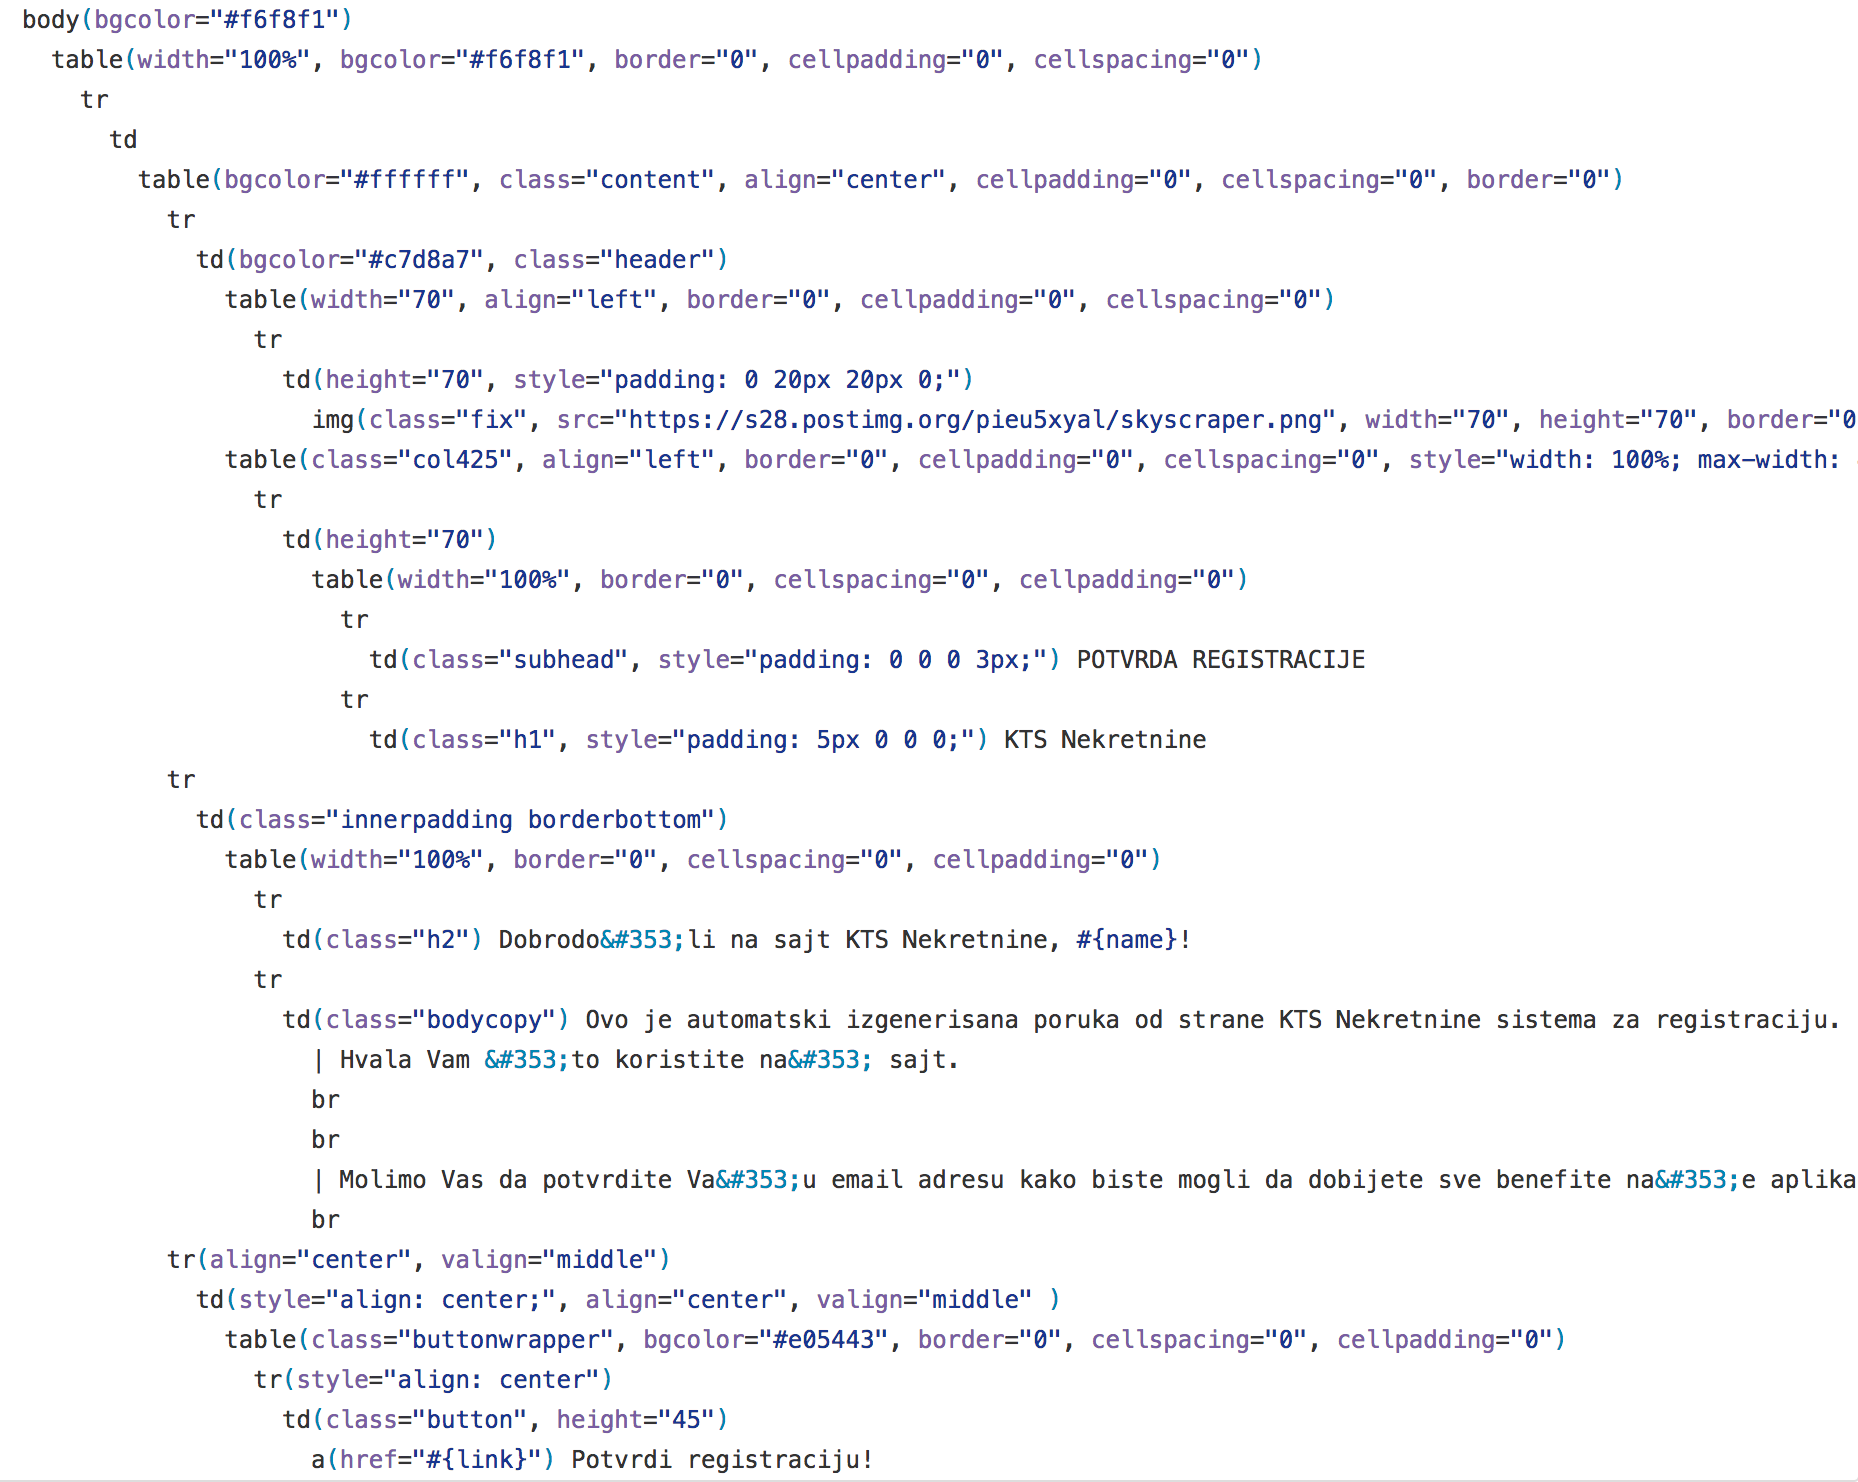 body(bgcolor="#f6f8f1")
  table(width="100%", bgcolor="#f6f8f1", border="0", cellpadding="0", cellspacing="0")
    tr
      td
        table(bgcolor="#ffffff", class="content", align="center", cellpadding="0", cellspacing="0", border="0")
          tr
            td(bgcolor="#c7d8a7", class="header")
              table(width="70", align="left", border="0", cellpadding="0", cellspacing="0")
                tr
                  td(height="70", style="padding: 0 20px 20px 0;")
                    img(class="fix", src="https://s28.postimg.org/pieu5xyal/skyscraper.png", width="70", height="70", border="0
              table(class="col425", align="left", border="0", cellpadding="0", cellspacing="0", style="width: 100%; max-width:
                tr
                  td(height="70")
                    table(width="100%", border="0", cellspacing="0", cellpadding="0")
                      tr
                        td(class="subhead", style="padding: 0 0 0 3px;") POTVRDA REGISTRACIJE
                      tr
                        td(class="h1", style="padding: 5px 0 0 0;") KTS Nekretnine
          tr
            td(class="innerpadding borderbottom")
              table(width="100%", border="0", cellspacing="0", cellpadding="0")
                tr
                  td(class="h2") Dobrodo&#353;li na sajt KTS Nekretnine, #{name}!
                tr
                  td(class="bodycopy") Ovo je automatski izgenerisana poruka od strane KTS Nekretnine sistema za registraciju.
                    | Hvala Vam &#353;to koristite na&#353; sajt.
                    br
                    br
                    | Molimo Vas da potvrdite Va&#353;u email adresu kako biste mogli da dobijete sve benefite na&#353;e aplika
                    br
          tr(align="center", valign="middle")
            td(style="align: center;", align="center", valign="middle" )
              table(class="buttonwrapper", bgcolor="#e05443", border="0", cellspacing="0", cellpadding="0")
                tr(style="align: center")
                  td(class="button", height="45")
                    a(href="#{link}") Potvrdi registraciju!